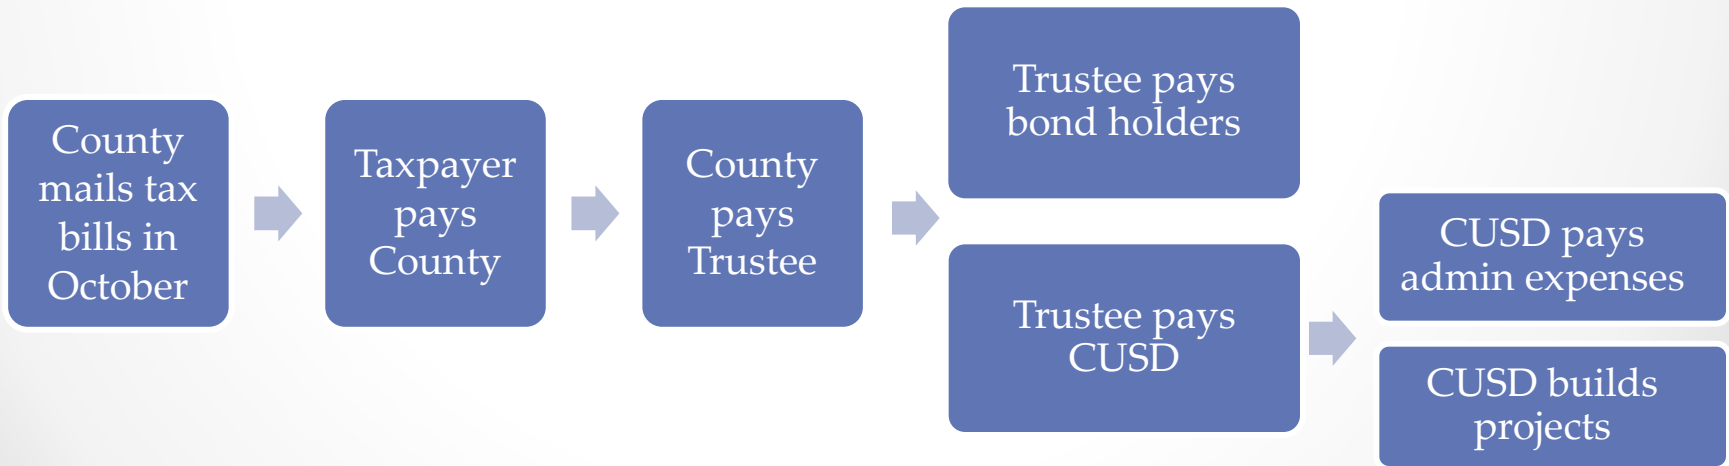 County
mails tax
bills in
October
Taxpayer
pays
County
County
pays
Trustee
Trustee pays
bond holders
Trustee pays
CUSD
CUSD pays
admin expenses
CUSD builds
projects